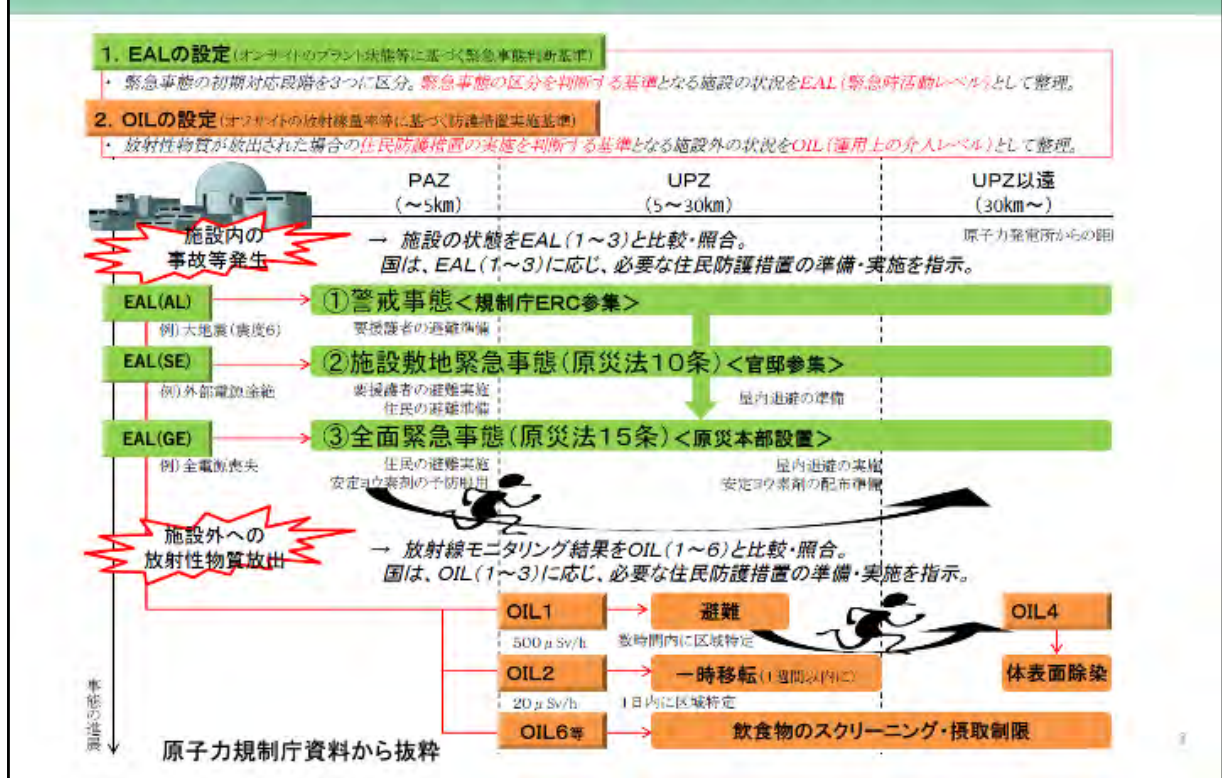 1. EALの設定(オンサイトのプラント状態等に基づく緊急事態判断基準)
・ 緊急事態の初期対応段階を3つに区分。緊急事態の区分を判断する基準となる施設の状況をEAL(緊急時活動レベル)として整理。
2. OILの設定(オフサイトの放射線量率等に基づく防護措置実施基準)
・ 放射性物質が放出された場合の住民防護措置の実施を判断する基準となる施設外の状況をOIL(運用上の介入レベル)として整理。
PAZ
(～5km)
UPZ
(5～30km)
UPZ以遠
(30km～)
原子力発電所からの距
施設内の
事故等発生
→ 施設の状態をEAL(1～3)と比較・照合。
国は、EAL(1～3)に応じ、必要な住民防護措置の準備・実施を指示。
EAL(AL)
①警戒事態<規制庁ERC参集>
例)大地震(震度6)
要援護者の避難準備
EAL(SE)
②施設敷地緊急事態(原災法10条)<官邸参集>
例)外部電源途絶
要援護者の避難実施
住民の避難準備
屋内退避の準備
EAL(GE)
③全面緊急事態(原災法15条)<原災本部設置>
例)全電源喪失
住民の避難実施
安定ヨウ素剤の予防服用
屋内退避の実施
安定ヨウ素剤の配布準備
施設外への
放射性物質放出
→ 放射線モニタリング結果をOIL(1～6)と比較・照合。
国は、OIL(1～3)に応じ、必要な住民防護措置の準備・実施を指示。
OIL1
避難
OIL4
500μSv/h
数時間内に区域特定
OIL2
一時移転(1週間以内に)
体表面除染
20μSv/h
1日内に区域特定
OIL6等
飲食物のスクリーニング・摂取制限
事態の進展
原子力規制庁資料から抜粋